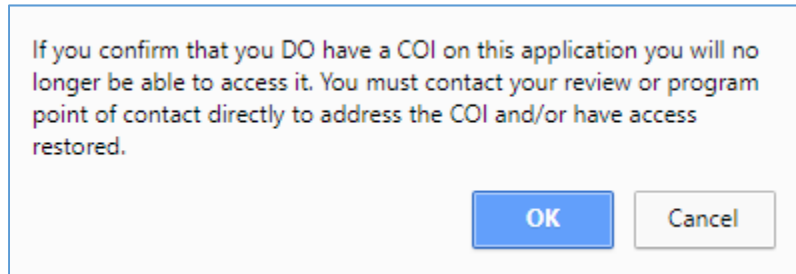 If you confirm that you DO have a COI on this application you will no
longer be able to access it. You must contact your review or program
point of contact directly to address the COI and/or have access
restored.
OK
Cancel